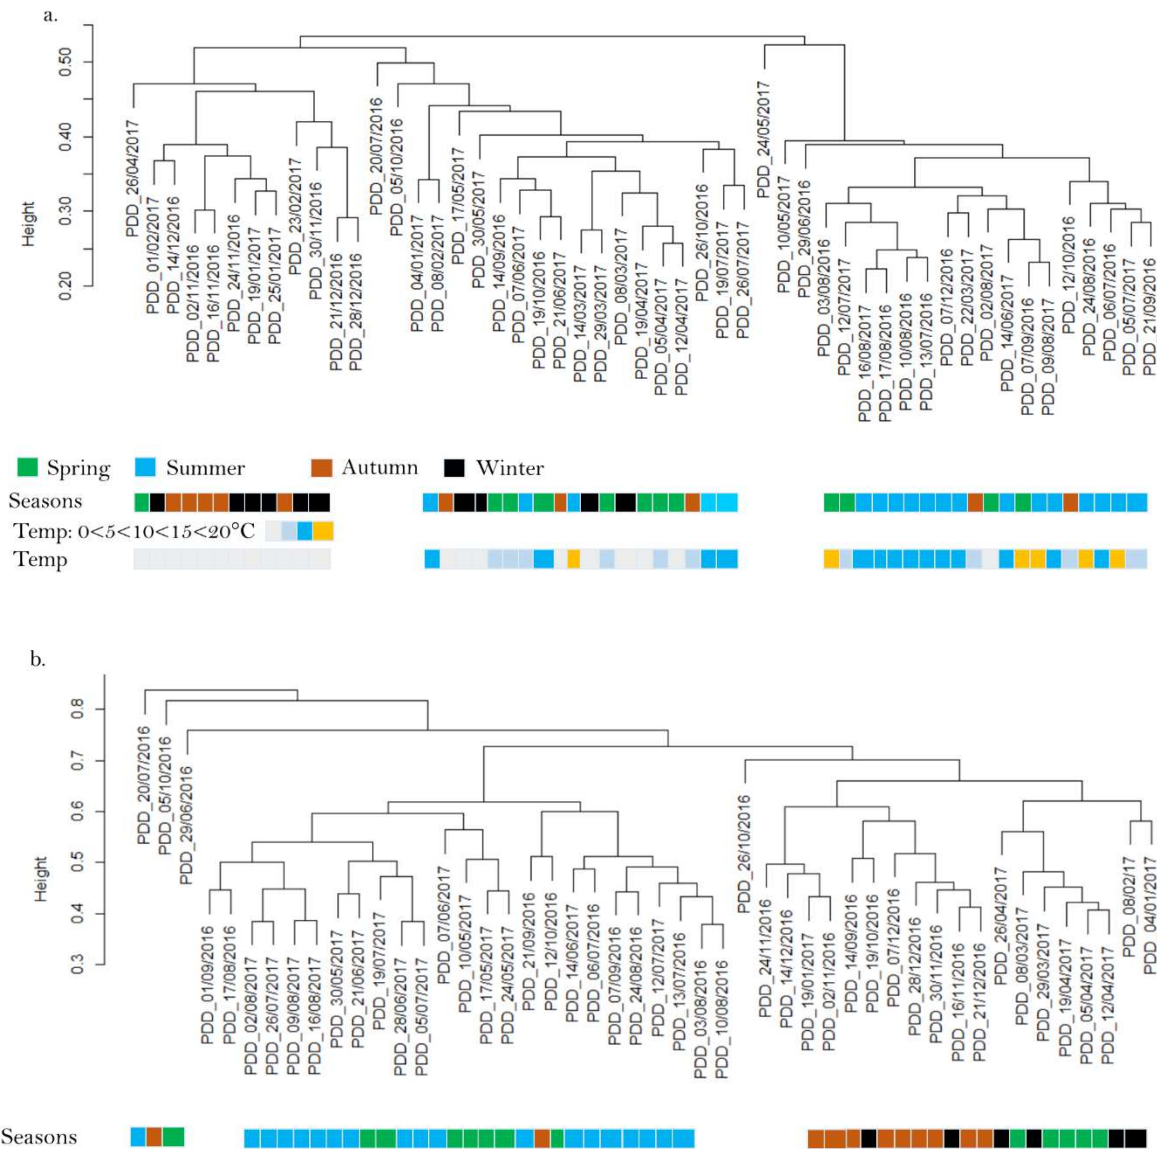 a.
Height
0.50
0.40
0.30
0.20
PDD_26/04/2017
PDD_01/02/2017
PDD_14/12/2016
PDD_02/11/2016
PDD_16/11/2016
PDD_24/11/2016
PDD_19/01/2017
PDD_25/01/2017
PDD_23/02/2017
PDD_30/11/2016
PDD_21/12/2016
PDD_28/12/2016
PDD_20/07/2016
PDD_05/10/2016
PDD_04/01/2017
PDD_08/02/2017
PDD_17/05/2017
PDD_30/05/2017
PDD_14/09/2016
PDD_07/06/2017
PDD_19/10/2016
PDD_21/06/2017
PDD_14/03/2017
PDD_29/03/2017
PDD_08/03/2017
PDD_19/04/2017
PDD_05/04/2017
PDD_12/04/2017
PDD_26/10/2016
PDD_19/07/2017
PDD_26/07/2017
PDD_24/05/2017
PDD_10/05/2017
PDD_29/06/2016
PDD_03/08/2016
PDD_12/07/2017
PDD_16/08/2017
PDD_17/08/2016
PDD_10/08/2016
PDD_13/07/2016
PDD_07/12/2016
PDD_22/03/2017
PDD_02/08/2017
PDD_14/06/2017
PDD_07/09/2016
PDD_09/08/2017
PDD_12/10/2016
PDD_24/08/2016
PDD_06/07/2016
PDD_05/07/2017
PDD_21/09/2016
Spring Summer Autumn Winter
Seasons
Temp: 0<5<10<15<20°C
Temp
b.
Height
0.8
0.7
0.6
0.5
0.4
0.3
PDD_20/07/2016
PDD_05/10/2016
PDD_29/06/2016
PDD_01/09/2016
PDD_17/08/2016
PDD_02/08/2017
PDD_26/07/2017
PDD_09/08/2017
PDD_16/08/2017
PDD_30/05/2017
PDD_21/06/2017
PDD_19/07/2017
PDD_28/06/2017
PDD_05/07/2017
PDD_07/06/2017
PDD_10/05/2017
PDD_17/05/2017
PDD_24/05/2017
PDD_21/09/2016
PDD_12/10/2016
PDD_14/06/2017
PDD_06/07/2016
PDD_07/09/2016
PDD_24/08/2016
PDD_12/07/2017
PDD_13/07/2016
PDD_03/08/2016
PDD_10/08/2016
PDD_26/10/2016
PDD_24/11/2016
PDD_14/12/2016
PDD_19/01/2017
PDD_02/11/2016
PDD_14/09/2016
PDD_19/10/2016
PDD_07/12/2016
PDD_28/12/2016
PDD_30/11/2016
PDD_16/11/2016
PDD_21/12/2016
PDD_26/04/2017
PDD_08/03/2017
PDD_29/03/2017
PDD_19/04/2017
PDD_05/04/2017
PDD_12/04/2017
PDD_08/02/17
PDD_04/01/2017
Seasons